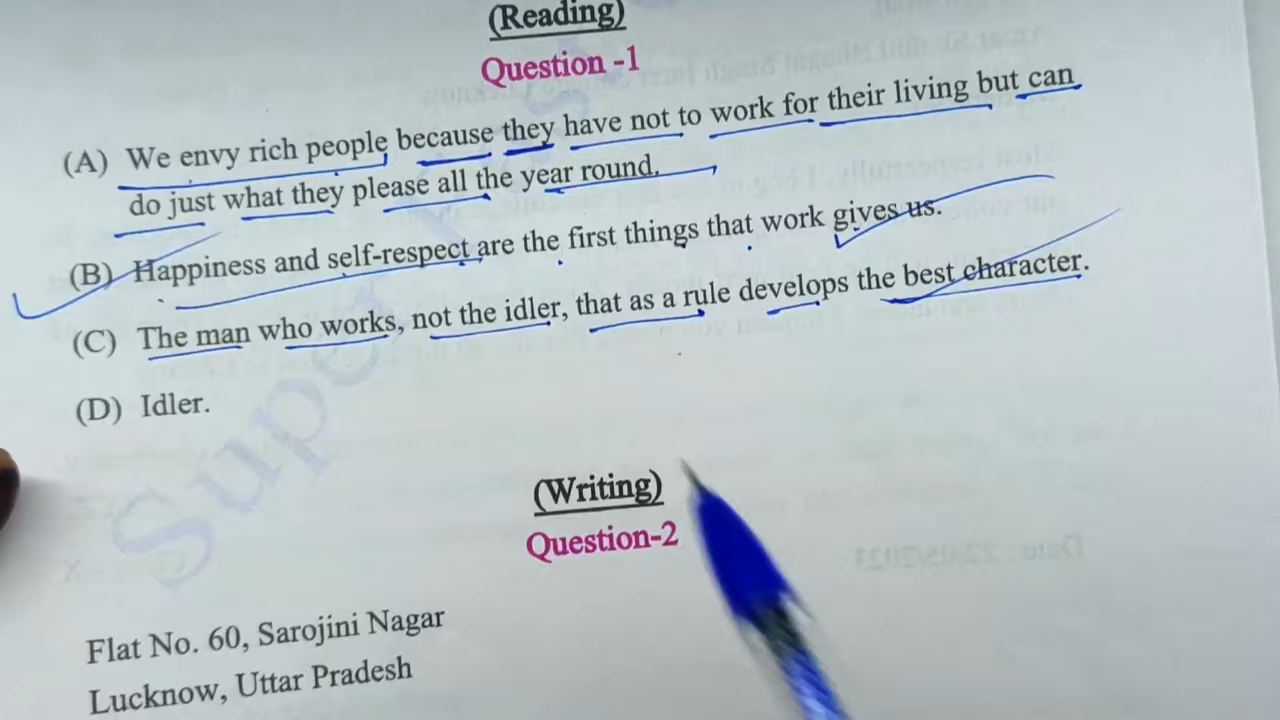 (Reading)
Question -1
(A) We envy rich people because they have not to work for their living but can
do just what they please all the year round.
(B) Happiness and self-respect are the first things that work gives us.
(C) The man who works, not the idler, that as a rule develops the best character.
(D) Idler.
(Writing)
Question-2
Flat No. 60, Sarojini Nagar
Lucknow, Uttar Pradesh